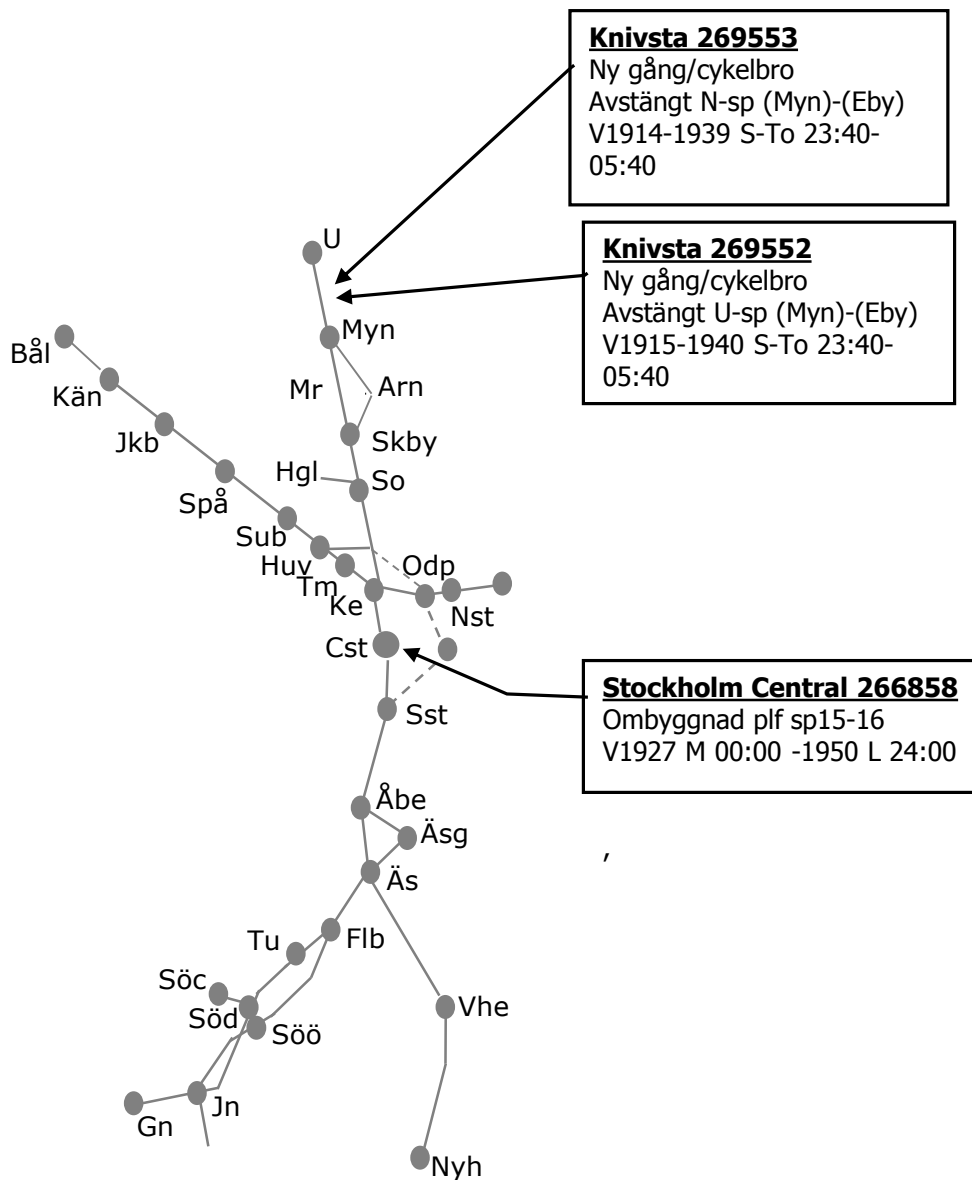 Knivsta 269553
Ny gång/cykelbro
Avstängt N-sp (Myn)-(Eby)
V1914-1939 S-To 23:40-
05:40
Knivsta 269552
Ny gång/cykelbro
Avstängt U-sp (Myn)-(Eby)
V1915-1940 S-To 23:40-
05:40
U
Myn
Bål
Kän
Mr
Arn
Jkb
Skby
Hgl
So
Spå
Sub
Huv
Odp
Tm
Ke
Nst
Cst
Stockholm Central 266858
Ombyggnad plf sp15-16
V1927 M 00:00 -1950 L 24:00
Sst
Åbe
Äsg
,
Äs
Flb
Tu
Söc
Söd
Söö
Vhe
Jn
Gn
Nyh